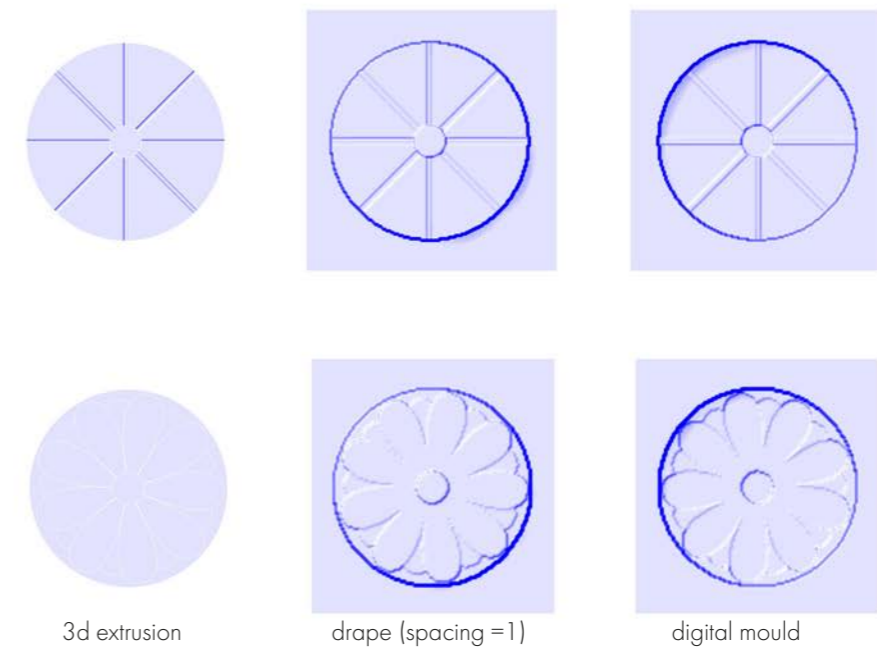 3d extrusion drape (spacing =1) digital mould